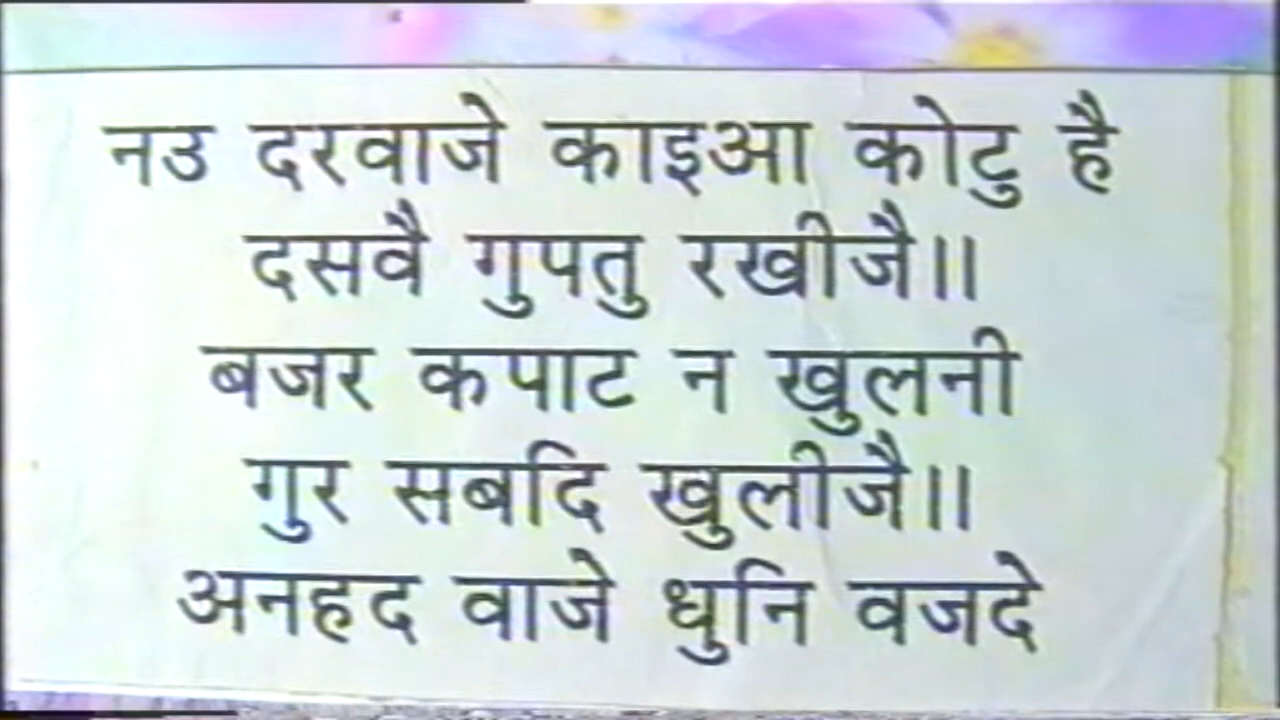 नउ दरवाजे काइआ कोटु है
दसवै गुपतु रखीजै॥
बजर कपाट न खुलनी
गुर सबदि खुलीजै॥
अनहद वाजे धुनि वजदे